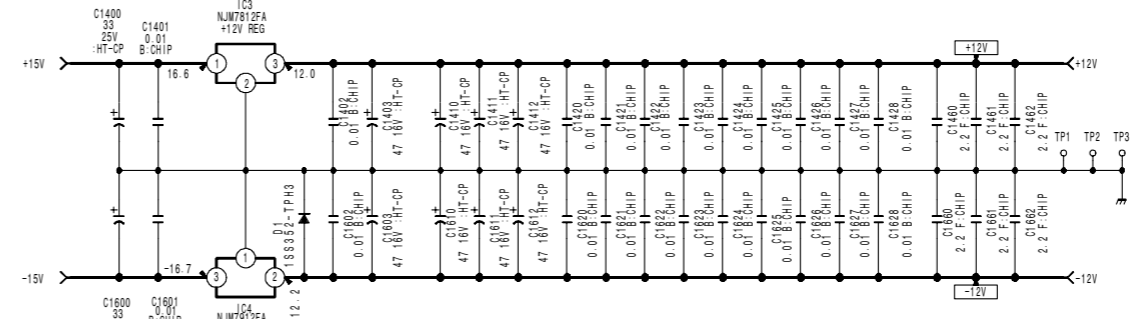 C1400
33
25V
:HT-CP
C1401
0.01
B:CHIP
IC3
NJM7812FA
+12V REG
+15V
16.6
1
3
2
12.0
+12V
+12V
C1402
0.01 B:CHIP
C1403
47 16V :HT-CP
C1410
47 16V :HT-CP
C1411
47 16V :HT-CP
C1412
47 16V :HT-CP
C1420
0.01 B:CHIP
C1421
0.01 B:CHIP
C1422
0.01 B:CHIP
C1423
0.01 B:CHIP
C1424
0.01 B:CHIP
C1425
0.01 B:CHIP
C1426
0.01 B:CHIP
C1427
0.01 B:CHIP
C1428
0.01 B:CHIP
C1460
2.2 F:CHIP
C1461
2.2 F:CHIP
C1462
2.2 F:CHIP
TP1
TP2
TP3
D1
1SS352-TPH3
C1602
0.01 B:CHIP
C1603
47 16V :HT-CP
C1610
47 16V :HT-CP
C1611
47 16V :HT-CP
C1612
47 16V :HT-CP
C1620
0.01 B:CHIP
C1621
0.01 B:CHIP
C1622
0.01 B:CHIP
C1623
0.01 B:CHIP
C1624
0.01 B:CHIP
C1625
0.01 B:CHIP
C1626
0.01 B:CHIP
C1627
0.01 B:CHIP
C1628
0.01 B:CHIP
C1660
2.2 F:CHIP
C1661
2.2 F:CHIP
C1662
2.2 F:CHIP
-15V
-16.7
3
1
2
12.2
-12V
-12V
C1600
33
C1601
0.01
B:CHIP
IC4
NJM7912FA